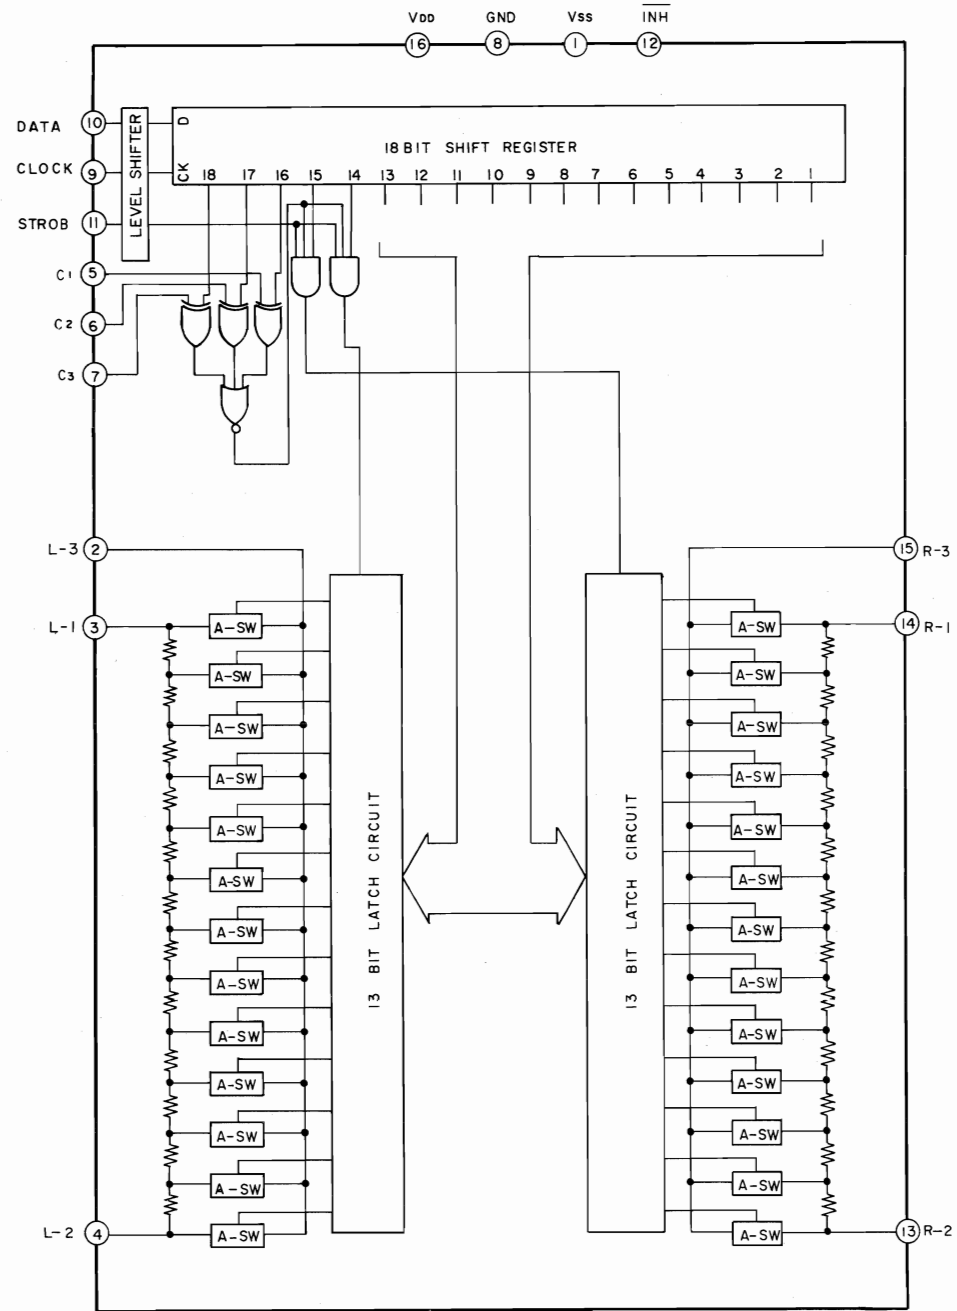 VDD GND VSS INH
16 8 1 12
DATA 10
CLOCK 9
STROB 11
LEVEL SHIFTER
D
CK
18 BIT SHIFT REGISTER
18 17 16 15 14 13 12 11 10 9 8 7 6 5 4 3 2 1
C1 5
C2 6
C3 7
L-3 2
15 R-3
L-1 3
14 R-1
A-SW A-SW
A-SW A-SW
A-SW A-SW
A-SW A-SW
A-SW A-SW
A-SW A-SW
A-SW A-SW
A-SW A-SW
A-SW A-SW
A-SW A-SW
A-SW A-SW
A-SW A-SW
A-SW A-SW
13 BIT LATCH CIRCUIT
13 BIT LATCH CIRCUIT
L-2 4
13 R-2